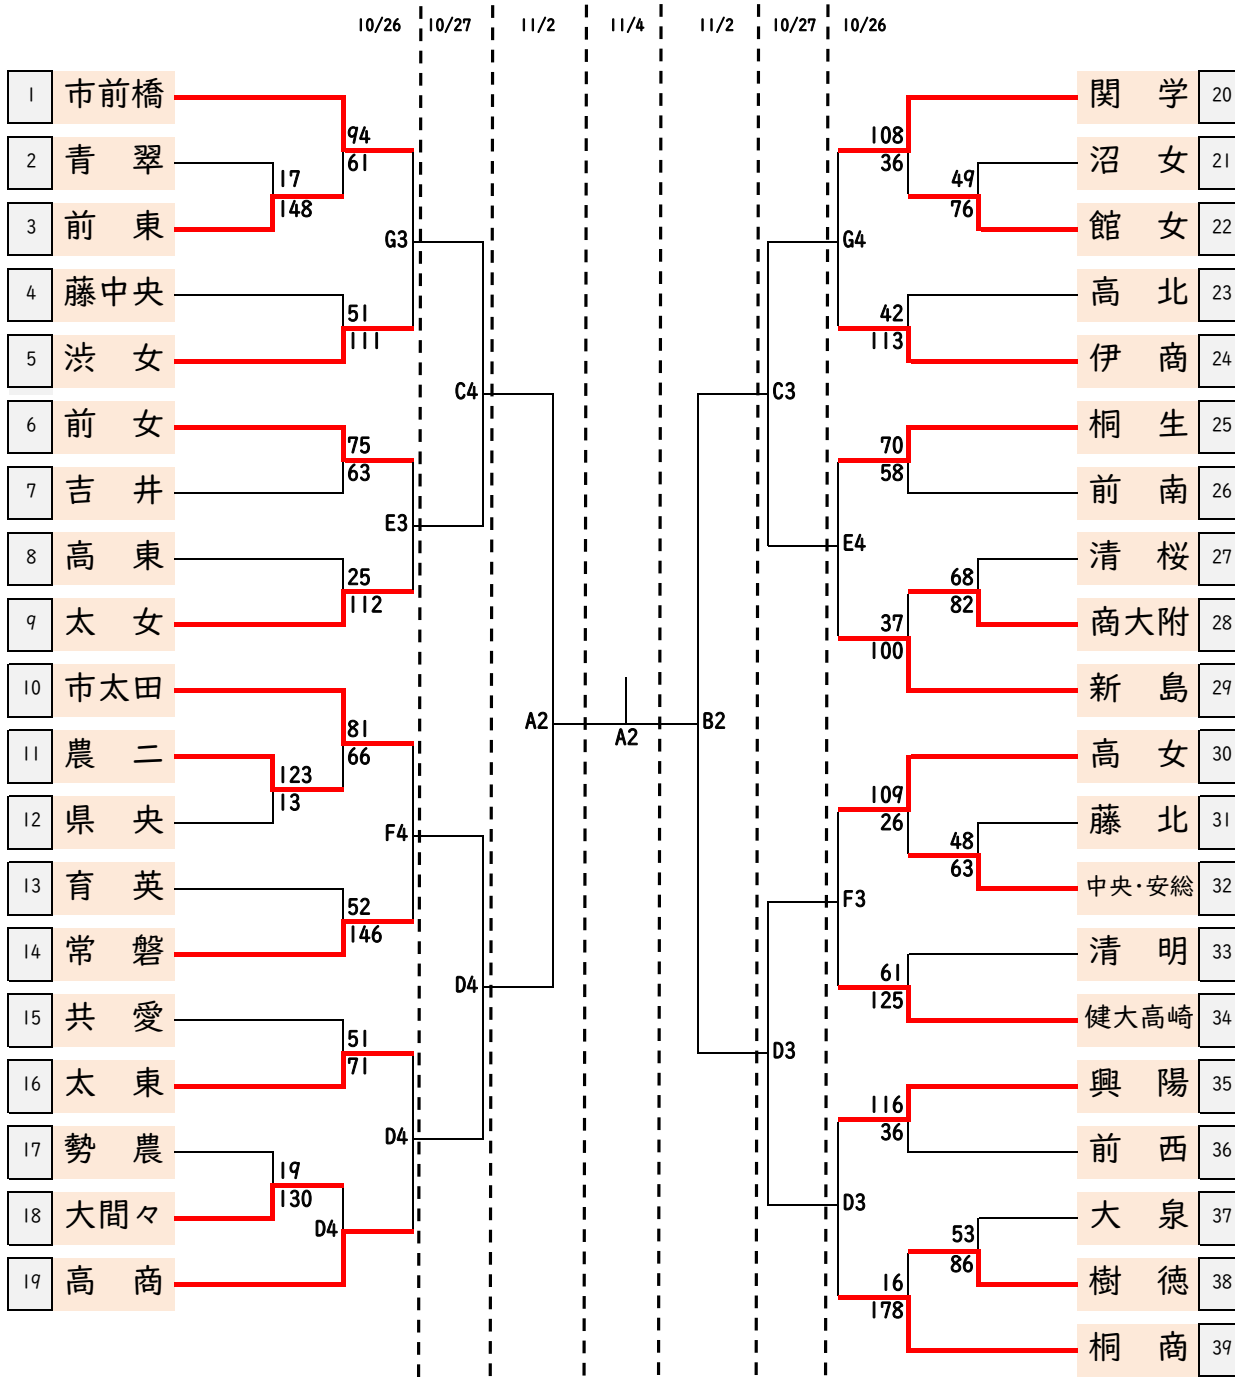 10/26 10/27 11/2 11/4 11/2 10/27 10/26
1 市前橋
94
61
2 青 翠
17
148
3 前 東
G3
4 藤中央
51
111
5 渋 女
C4
6 前 女
75
63
7 吉 井
E3
8 高 東
25
112
9 太 女
A2
10 市太田
81
66
11 農 二
123
13
12 県 央
F4
13 育 英
52
146
14 常 磐
D4
15 共 愛
51
71
16 太 東
D4
17 勢 農
19
130
18 大間々
D4
19 高 商
A2
関 学 20
108
36
沼 女 21
49
76
館 女 22
G4
高 北 23
42
113
伊 商 24
C3
桐 生 25
70
58
前 南 26
E4
清 桜 27
68
82
商大附 28
37
100
新 島 29
B2
高 女 30
109
26
藤 北 31
48
63
中央・安総 32
F3
清 明 33
61
125
健大高崎 34
D3
興 陽 35
116
36
前 西 36
D3
大 泉 37
53
86
樹 徳 38
16
178
桐 商 39